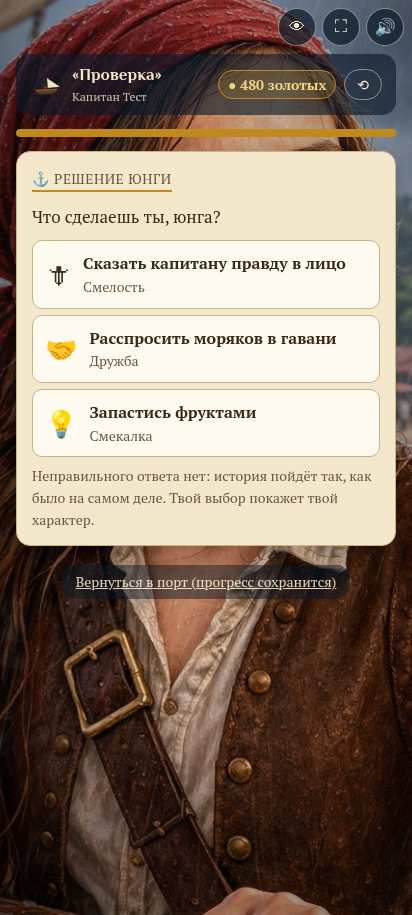 «Проверка»
Капитан Тест
● 480 золотых
⚓ РЕШЕНИЕ ЮНГИ
Что сделаешь ты, юнга?
Сказать капитану правду в лицо
Смелость
Расспросить моряков в гавани
Дружба
Запастись фруктами
Смекалка
Неправильного ответа нет: история пойдёт так, как
было на самом деле. Твой выбор покажет твой
характер.
Вернуться в порт (прогресс сохранится)